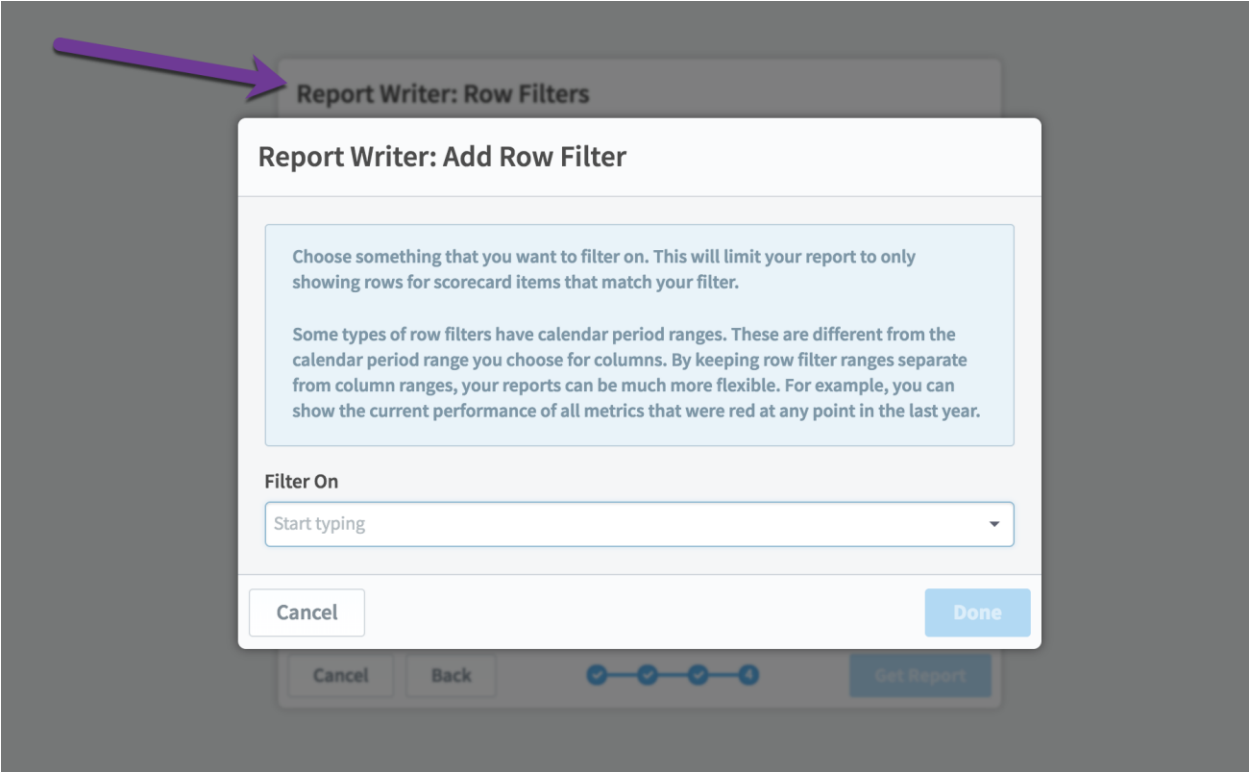 Report Writer: Row Filters
Report Writer: Add Row Filter
Choose something that you want to filter on. This will limit your report to only
showing rows for scorecard items that match your filter.
Some types of row filters have calendar period ranges. These are different from the
calendar period range you choose for columns. By keeping row filter ranges separate
from column ranges, your reports can be much more flexible. For example, you can
show the current performance of all metrics that were red at any point in the last year.
Filter On
Start typing
Cancel Done
Cancel Back 4 Get Report